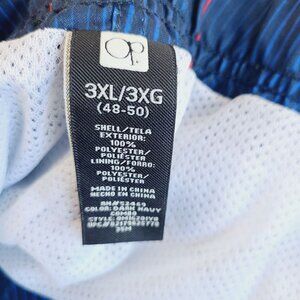 Op.
3XL/3XG
(48-50)
SHELL/TELA
EXTERIOR:
100%
POLYESTER/
POLIÉSTER
LINING/FORRO:
100%
POLYESTER/
POLIÉSTER
MADE IN CHINA
HECHO EN CHINA
COLOR: DARK NAVY
COMBO